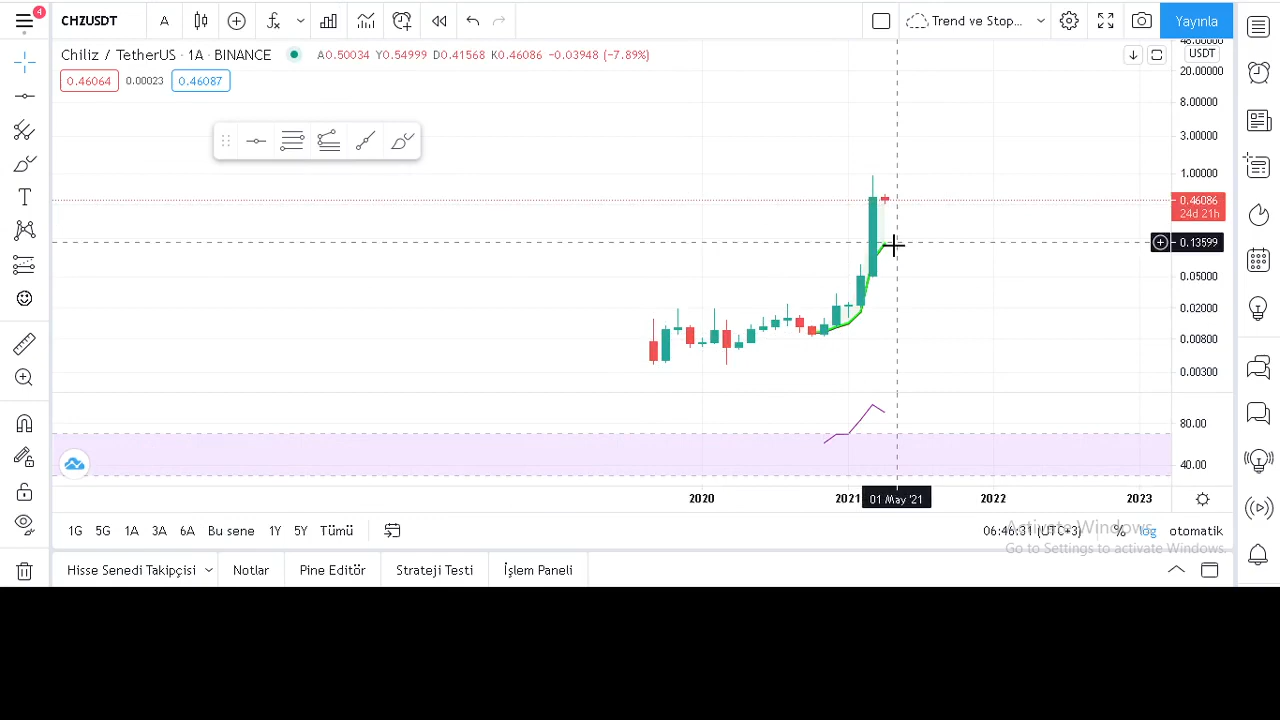 4
CHZUSDT
A
Trend ve Stop...
Yayınla
Chiliz / TetherUS · 1A · BINANCE
A0.50034 Y0.54999 D0.41568 K0.46086 −0.03948 (−7.89%)
0.46064
0.00023
0.46087
USDT
20.00000
8.00000
3.00000
1.00000
0.46086
24d 21h
0.13599
0.05000
0.02000
0.00800
0.00300
80.00
40.00
2020
2021
01 May '21
2022
2023
1G 5G 1A 3A 6A Bu sene 1Y 5Y Tümü
06:46:31 (UTC+3)
% log otomatik
Activate Windows
Go to Settings to activate Windows.
Hisse Senedi Takipçisi
Notlar
Pine Editör
Strateji Testi
İşlem Paneli